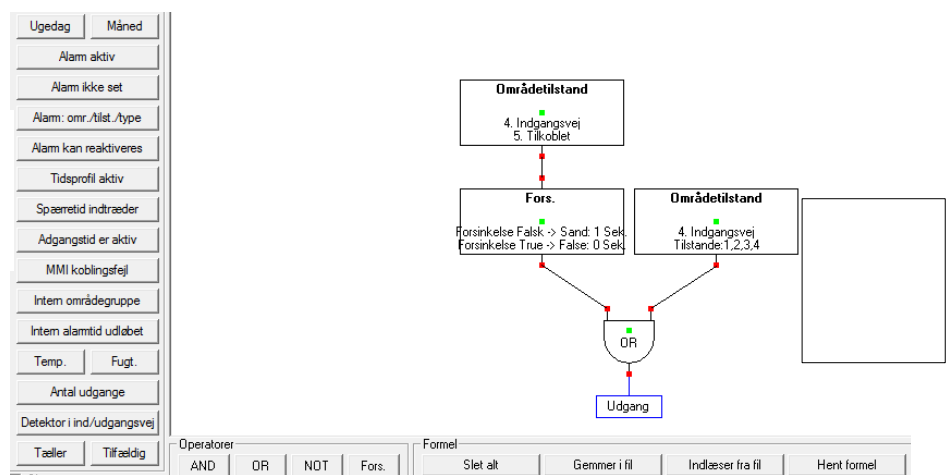 Ugedag
Måned
Alarm aktiv
Alarm ikke set
Alarm: omr./tilst./type
Alarm kan reaktiveres
Tidsprofil aktiv
Spærretid indtræder
Adgangstid er aktiv
MMI koblingsfejl
Intern områdegruppe
Intern alarmtid udløbet
Temp.
Fugt.
Antal udgange
Detektor i ind/udgangsvej
Tæller
Tilfældig
Områdetilstand
4. Indgangsvej
5. Tilkoblet
Fors.
Forsinkelse Falsk -> Sand: 1 Sek.
Forsinkelse True -> False: 0 Sek.
Områdetilstand
4. Indgangsvej
Tilstande:1,2,3,4
OR
Udgang
Operatorer
AND
OR
NOT
Fors.
Formel
Slet alt
Gemmer i fil
Indlæser fra fil
Hent formel